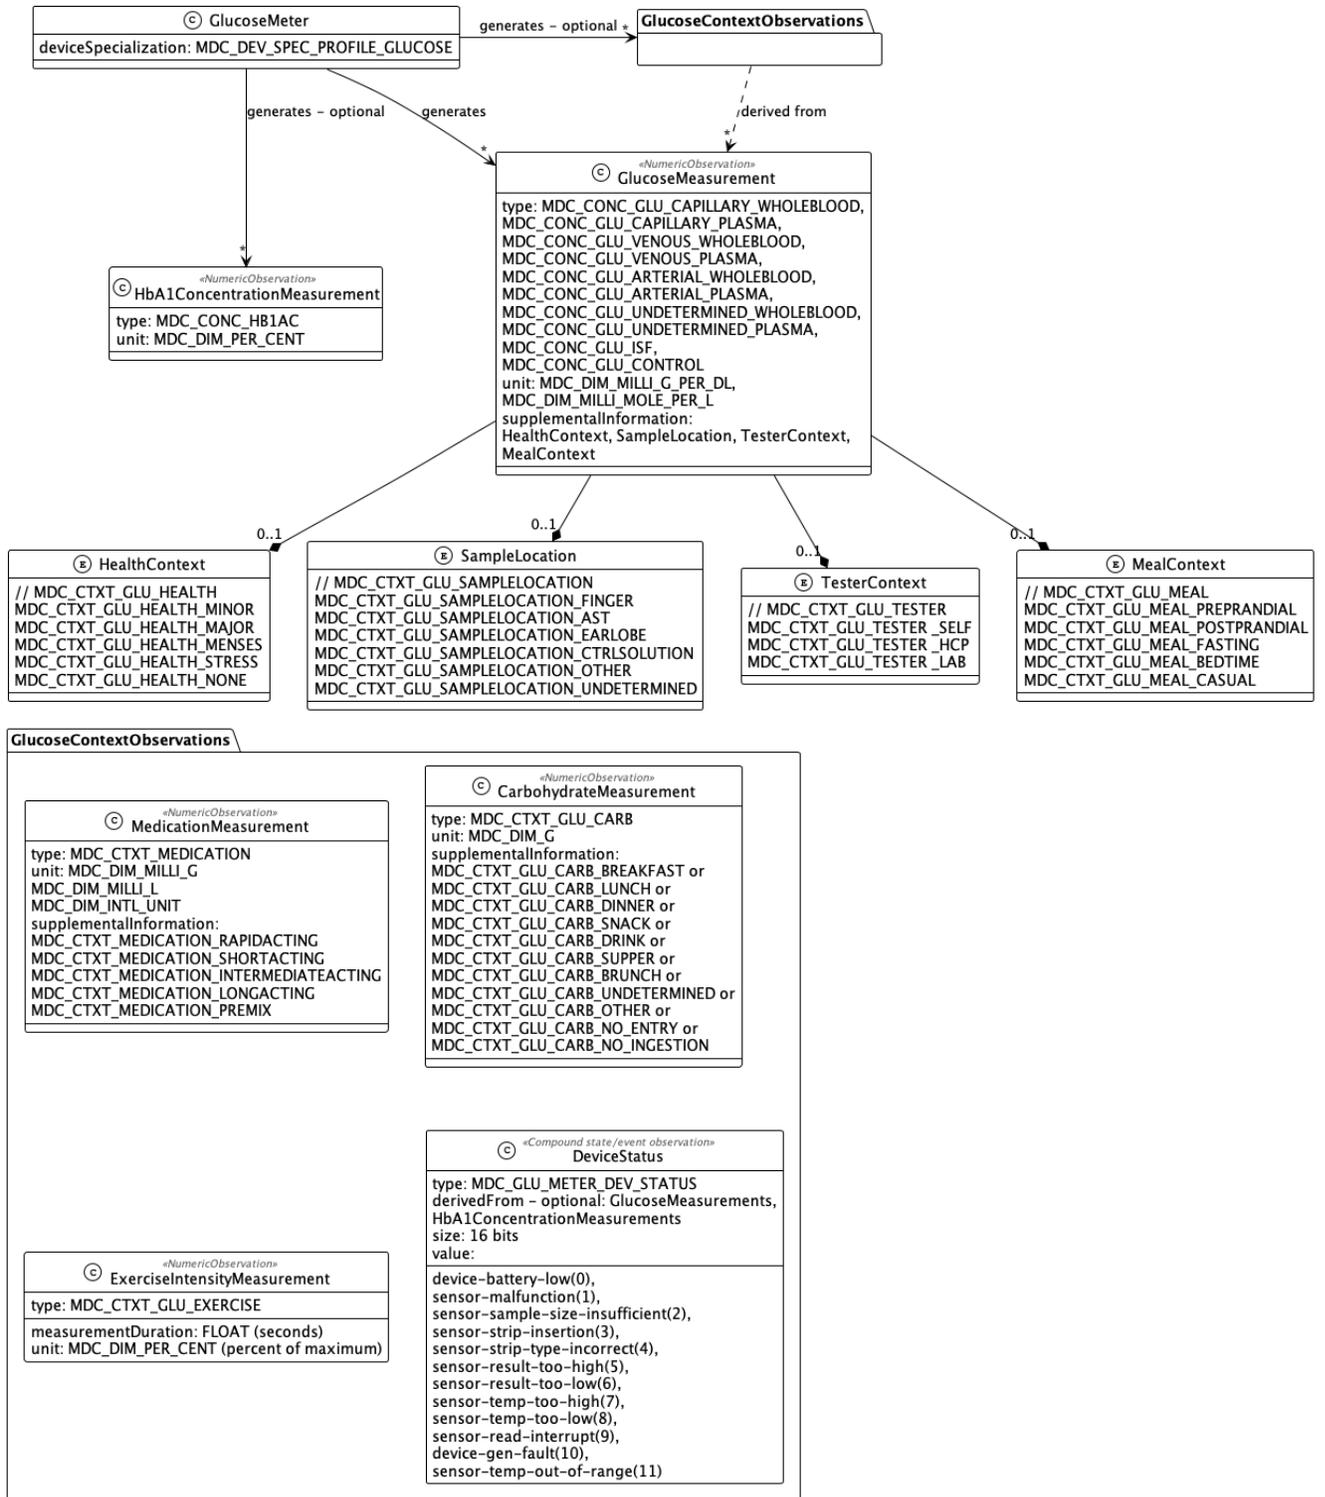 C GlucoseMeter
deviceSpecialization: MDC_DEV_SPEC_PROFILE_GLUCOSE
generates - optional
*
GlucoseContextObservations
generates - optional
*
generates
*
derived from
*
«NumericObservation»
C GlucoseMeasurement
type: MDC_CONC_GLU_CAPILLARY_WHOLEBLOOD,
MDC_CONC_GLU_CAPILLARY_PLASMA,
MDC_CONC_GLU_VENOUS_WHOLEBLOOD,
MDC_CONC_GLU_VENOUS_PLASMA,
MDC_CONC_GLU_ARTERIAL_WHOLEBLOOD,
MDC_CONC_GLU_ARTERIAL_PLASMA,
MDC_CONC_GLU_UNDETERMINED_WHOLEBLOOD,
MDC_CONC_GLU_UNDETERMINED_PLASMA,
MDC_CONC_GLU_ISF,
MDC_CONC_GLU_CONTROL
unit: MDC_DIM_MILLI_G_PER_DL,
MDC_DIM_MILLI_MOLE_PER_L
supplementalInformation:
HealthContext, SampleLocation, TesterContext,
MealContext
«NumericObservation»
C HbA1ConcentrationMeasurement
type: MDC_CONC_HB1AC
unit: MDC_DIM_PER_CENT
0..1
0..1
0..1
0..1
E HealthContext
// MDC_CTXT_GLU_HEALTH
MDC_CTXT_GLU_HEALTH_MINOR
MDC_CTXT_GLU_HEALTH_MAJOR
MDC_CTXT_GLU_HEALTH_MENSES
MDC_CTXT_GLU_HEALTH_STRESS
MDC_CTXT_GLU_HEALTH_NONE
E SampleLocation
// MDC_CTXT_GLU_SAMPLELOCATION
MDC_CTXT_GLU_SAMPLELOCATION_FINGER
MDC_CTXT_GLU_SAMPLELOCATION_AST
MDC_CTXT_GLU_SAMPLELOCATION_EARLOBE
MDC_CTXT_GLU_SAMPLELOCATION_CTRLSOLUTION
MDC_CTXT_GLU_SAMPLELOCATION_OTHER
MDC_CTXT_GLU_SAMPLELOCATION_UNDETERMINED
E TesterContext
// MDC_CTXT_GLU_TESTER
MDC_CTXT_GLU_TESTER _SELF
MDC_CTXT_GLU_TESTER _HCP
MDC_CTXT_GLU_TESTER _LAB
E MealContext
// MDC_CTXT_GLU_MEAL
MDC_CTXT_GLU_MEAL_PREPRANDIAL
MDC_CTXT_GLU_MEAL_POSTPRANDIAL
MDC_CTXT_GLU_MEAL_FASTING
MDC_CTXT_GLU_MEAL_BEDTIME
MDC_CTXT_GLU_MEAL_CASUAL
GlucoseContextObservations
«NumericObservation»
C MedicationMeasurement
type: MDC_CTXT_MEDICATION
unit: MDC_DIM_MILLI_G
MDC_DIM_MILLI_L
MDC_DIM_INTL_UNIT
supplementalInformation:
MDC_CTXT_MEDICATION_RAPIDACTING
MDC_CTXT_MEDICATION_SHORTACTING
MDC_CTXT_MEDICATION_INTERMEDIATEACTING
MDC_CTXT_MEDICATION_LONGACTING
MDC_CTXT_MEDICATION_PREMIX
«NumericObservation»
C CarbohydrateMeasurement
type: MDC_CTXT_GLU_CARB
unit: MDC_DIM_G
supplementalInformation:
MDC_CTXT_GLU_CARB_BREAKFAST or
MDC_CTXT_GLU_CARB_LUNCH or
MDC_CTXT_GLU_CARB_DINNER or
MDC_CTXT_GLU_CARB_SNACK or
MDC_CTXT_GLU_CARB_DRINK or
MDC_CTXT_GLU_CARB_SUPPER or
MDC_CTXT_GLU_CARB_BRUNCH or
MDC_CTXT_GLU_CARB_UNDETERMINED or
MDC_CTXT_GLU_CARB_OTHER or
MDC_CTXT_GLU_CARB_NO_ENTRY or
MDC_CTXT_GLU_CARB_NO_INGESTION
«NumericObservation»
C ExerciseIntensityMeasurement
type: MDC_CTXT_GLU_EXERCISE
measurementDuration: FLOAT (seconds)
unit: MDC_DIM_PER_CENT (percent of maximum)
«Compound state/event observation»
C DeviceStatus
type: MDC_GLU_METER_DEV_STATUS
derivedFrom - optional: GlucoseMeasurements,
HbA1ConcentrationMeasurements
size: 16 bits
value:
device-battery-low(0),
sensor-malfunction(1),
sensor-sample-size-insufficient(2),
sensor-strip-insertion(3),
sensor-strip-type-incorrect(4),
sensor-result-too-high(5),
sensor-result-too-low(6),
sensor-temp-too-high(7),
sensor-temp-too-low(8),
sensor-read-interrupt(9),
device-gen-fault(10),
sensor-temp-out-of-range(11)